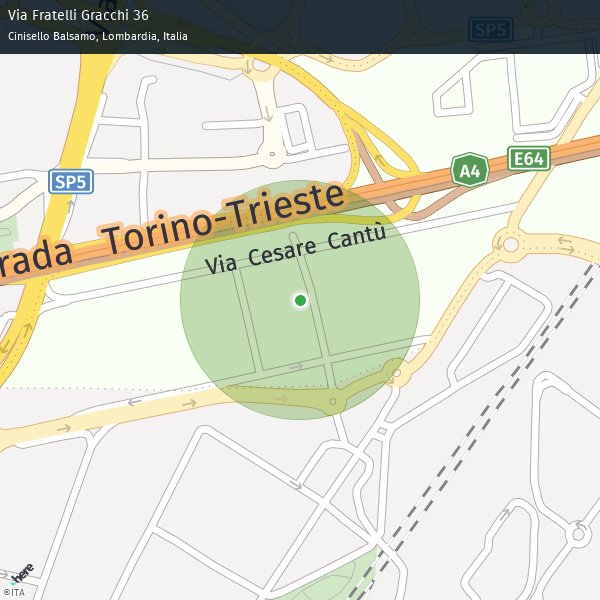 Via Fratelli Gracchi 36
Cinisello Balsamo, Lombardia, Italia
SP5
E64
A4
SP5
rada Torino-Trieste
Via Cesare Cantù
here
©ITA